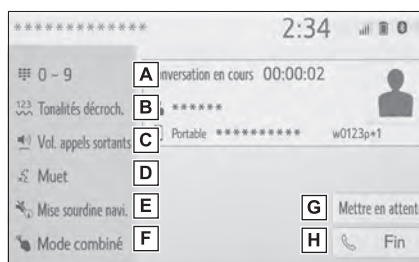 ************* 2:34
0 - 9 A nversation en cours 00:00:02
123 Tonalités décroch. B ******
Vol. appels sortants C Portable ********** w0123p+1
Muet D
Mise sourdine navi. E G Mettre en attent
Mode combiné F H Fin